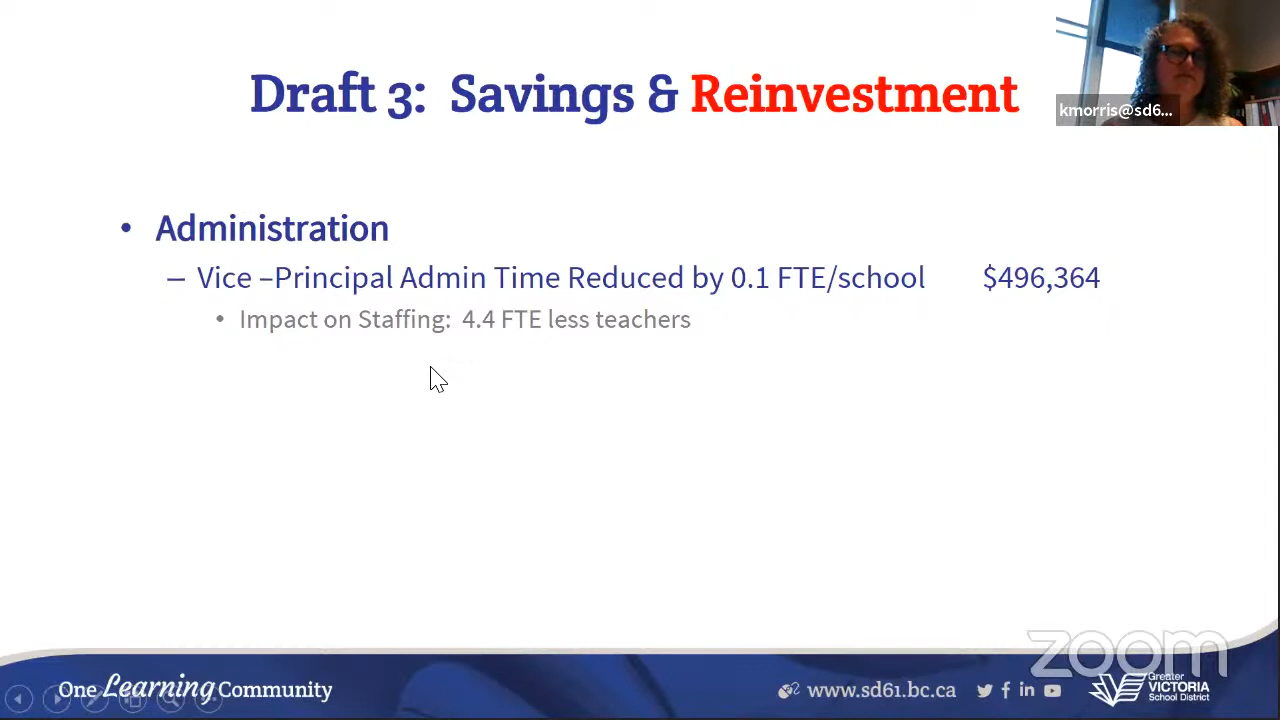 Draft 3: Savings & Reinvestment
kmorris@sd6...
• Administration
– Vice –Principal Admin Time Reduced by 0.1 FTE/school $496,364
• Impact on Staffing: 4.4 FTE less teachers
zoom
One Learning Community
www.sd61.bc.ca
Greater
VICTORIA
School District